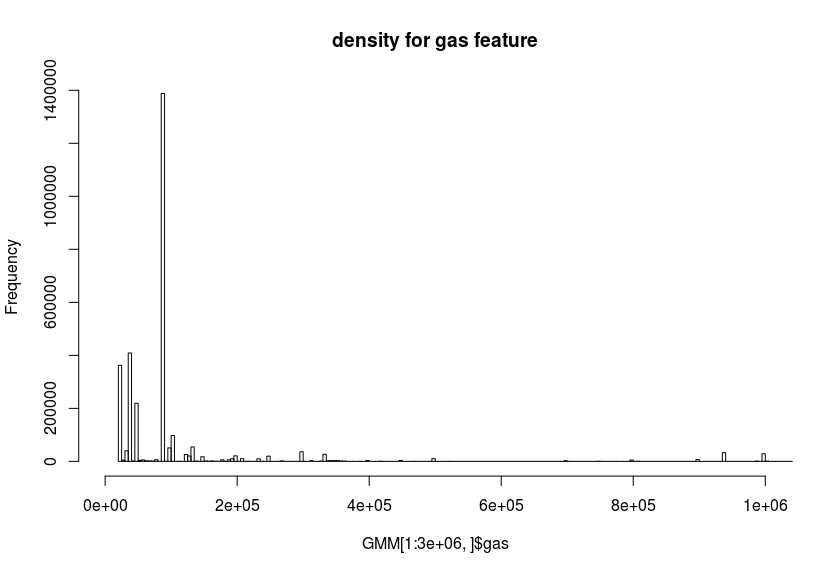 density for gas feature
1400000
1000000
Frequency
600000
200000
0
0e+00 2e+05 4e+05 6e+05 8e+05 1e+06
GMM[1:3e+06, ]$gas